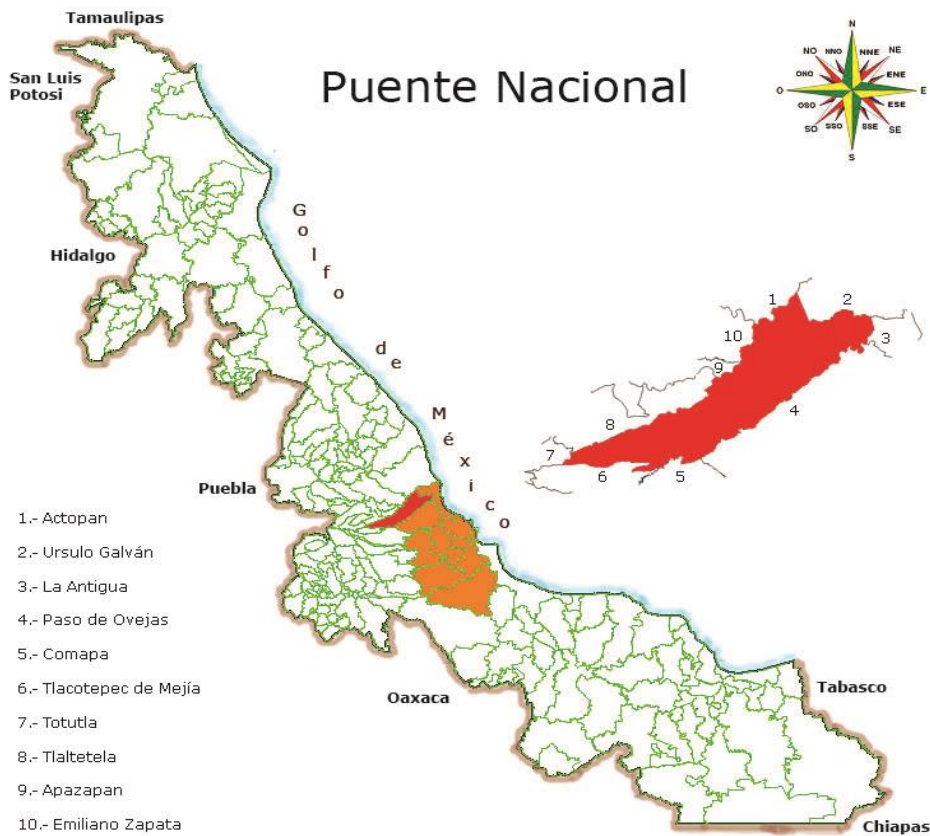 Tamaulipas
San Luis
Potosi
Puente Nacional
N
NNO NNE
NO NE
ONO ENE
O E
OSO ESE
SO SE
SSO SSE
S
Hidalgo
Golfo de México
1 2
10 3
9
4
8
7
6 5
Puebla
1.- Actopan
2.- Ursulo Galván
3.- La Antigua
4.- Paso de Ovejas
5.- Comapa
6.- Tlacotepec de Mejía
7.- Totutla
8.- Tlaltetela
9.- Apazapan
10.- Emiliano Zapata
Oaxaca
Tabasco
Chiapas